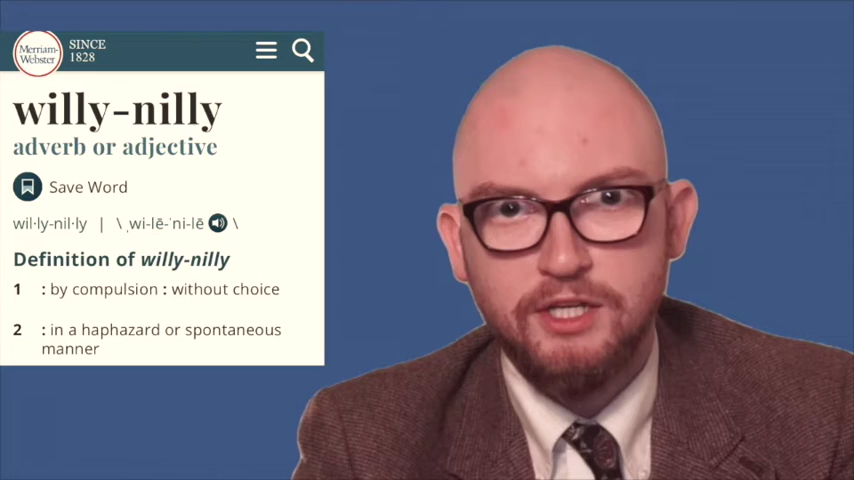 Merriam-
Webster
SINCE
1828
willy-nilly
adverb or adjective
Save Word
wil·ly-nil·ly | \ ˌwi-lē-ˈni-lē \
Definition of willy-nilly
1 : by compulsion : without choice
2 : in a haphazard or spontaneous
manner